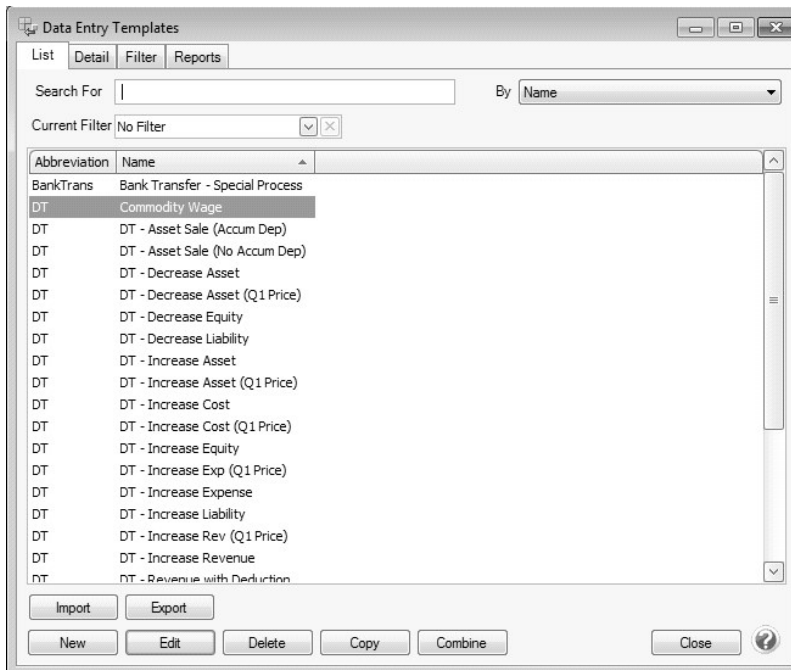 Data Entry Templates
List Detail Filter Reports
Search For By Name
Current Filter No Filter
Abbreviation Name
BankTrans Bank Transfer - Special Process
DT Commodity Wage
DT DT - Asset Sale (Accum Dep)
DT DT - Asset Sale (No Accum Dep)
DT DT - Decrease Asset
DT DT - Decrease Asset (Q1 Price)
DT DT - Decrease Equity
DT DT - Decrease Liability
DT DT - Increase Asset
DT DT - Increase Asset (Q1 Price)
DT DT - Increase Cost
DT DT - Increase Cost (Q1 Price)
DT DT - Increase Equity
DT DT - Increase Exp (Q1 Price)
DT DT - Increase Expense
DT DT - Increase Liability
DT DT - Increase Rev (Q1 Price)
DT DT - Increase Revenue
DT DT - Revenue with Deduction
Import Export
New Edit Delete Copy Combine Close ?